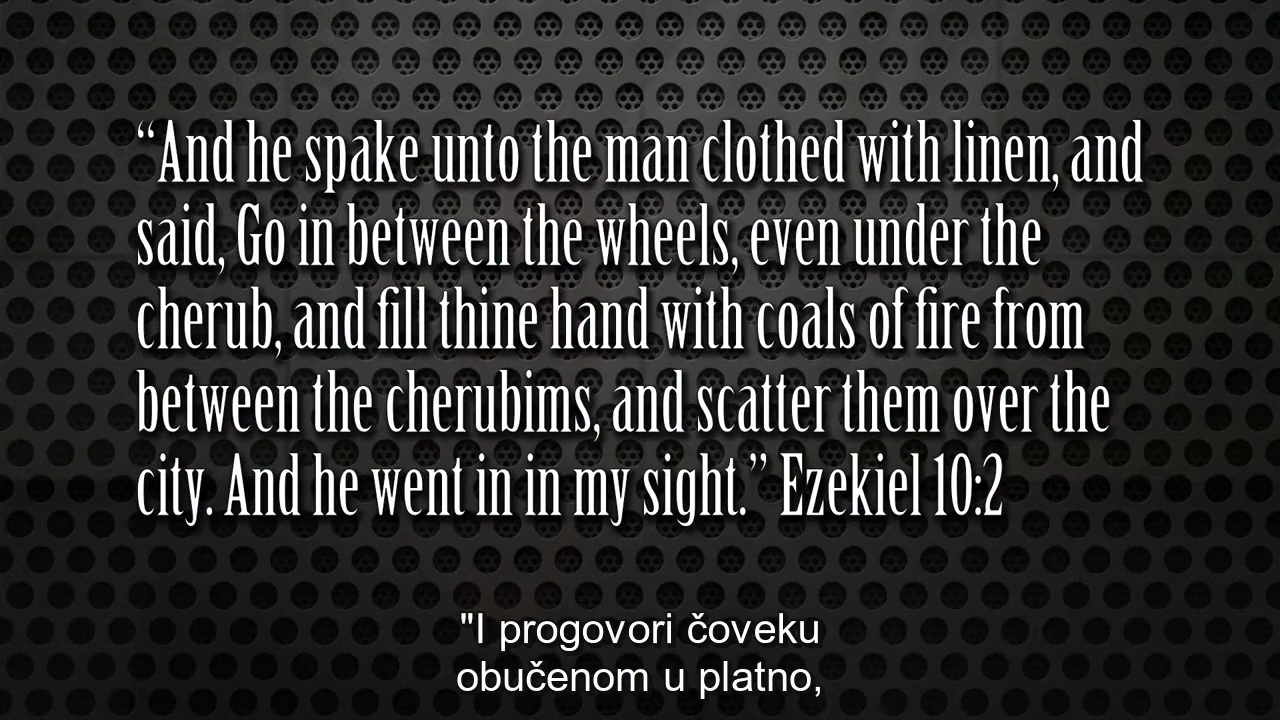 “And he spake unto the man clothed with linen, and
said, Go in between the wheels, even under the
cherub, and fill thine hand with coals of fire from
between the cherubims, and scatter them over the
city. And he went in in my sight.” Ezekiel 10:2
"I progovori čoveku
obučenom u platno,